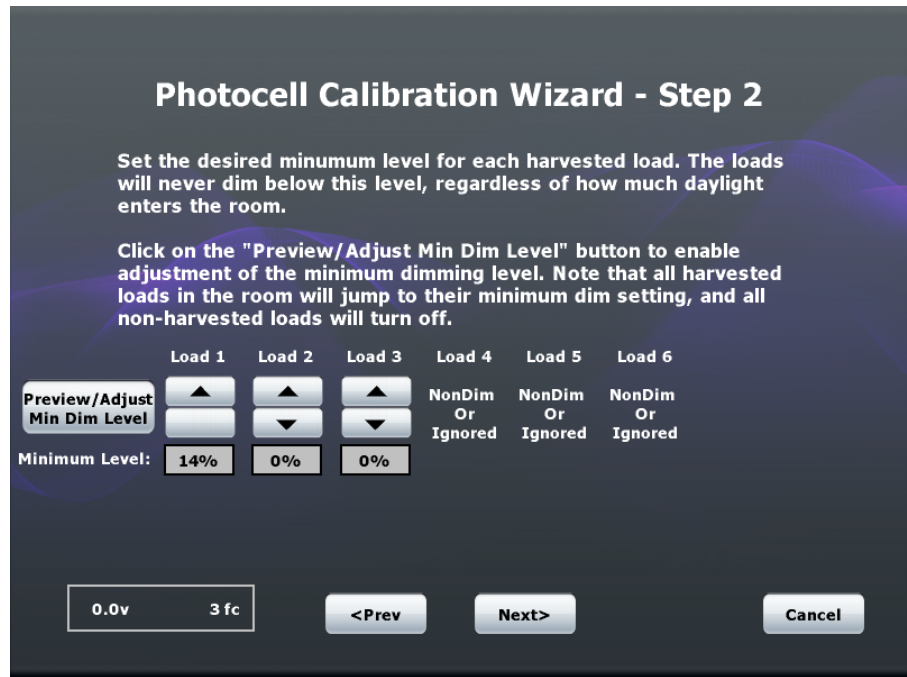 Photocell Calibration Wizard - Step 2
Set the desired minumum level for each harvested load. The loads
will never dim below this level, regardless of how much daylight
enters the room.
Click on the "Preview/Adjust Min Dim Level" button to enable
adjustment of the minimum dimming level. Note that all harvested
loads in the room will jump to their minimum dim setting, and all
non-harvested loads will turn off.
Load 1 Load 2 Load 3 Load 4 Load 5 Load 6
Preview/Adjust
Min Dim Level
NonDim NonDim NonDim
Or Or Or
Ignored Ignored Ignored
Minimum Level: 14% 0% 0%
0.0v 3 fc <Prev Next> Cancel